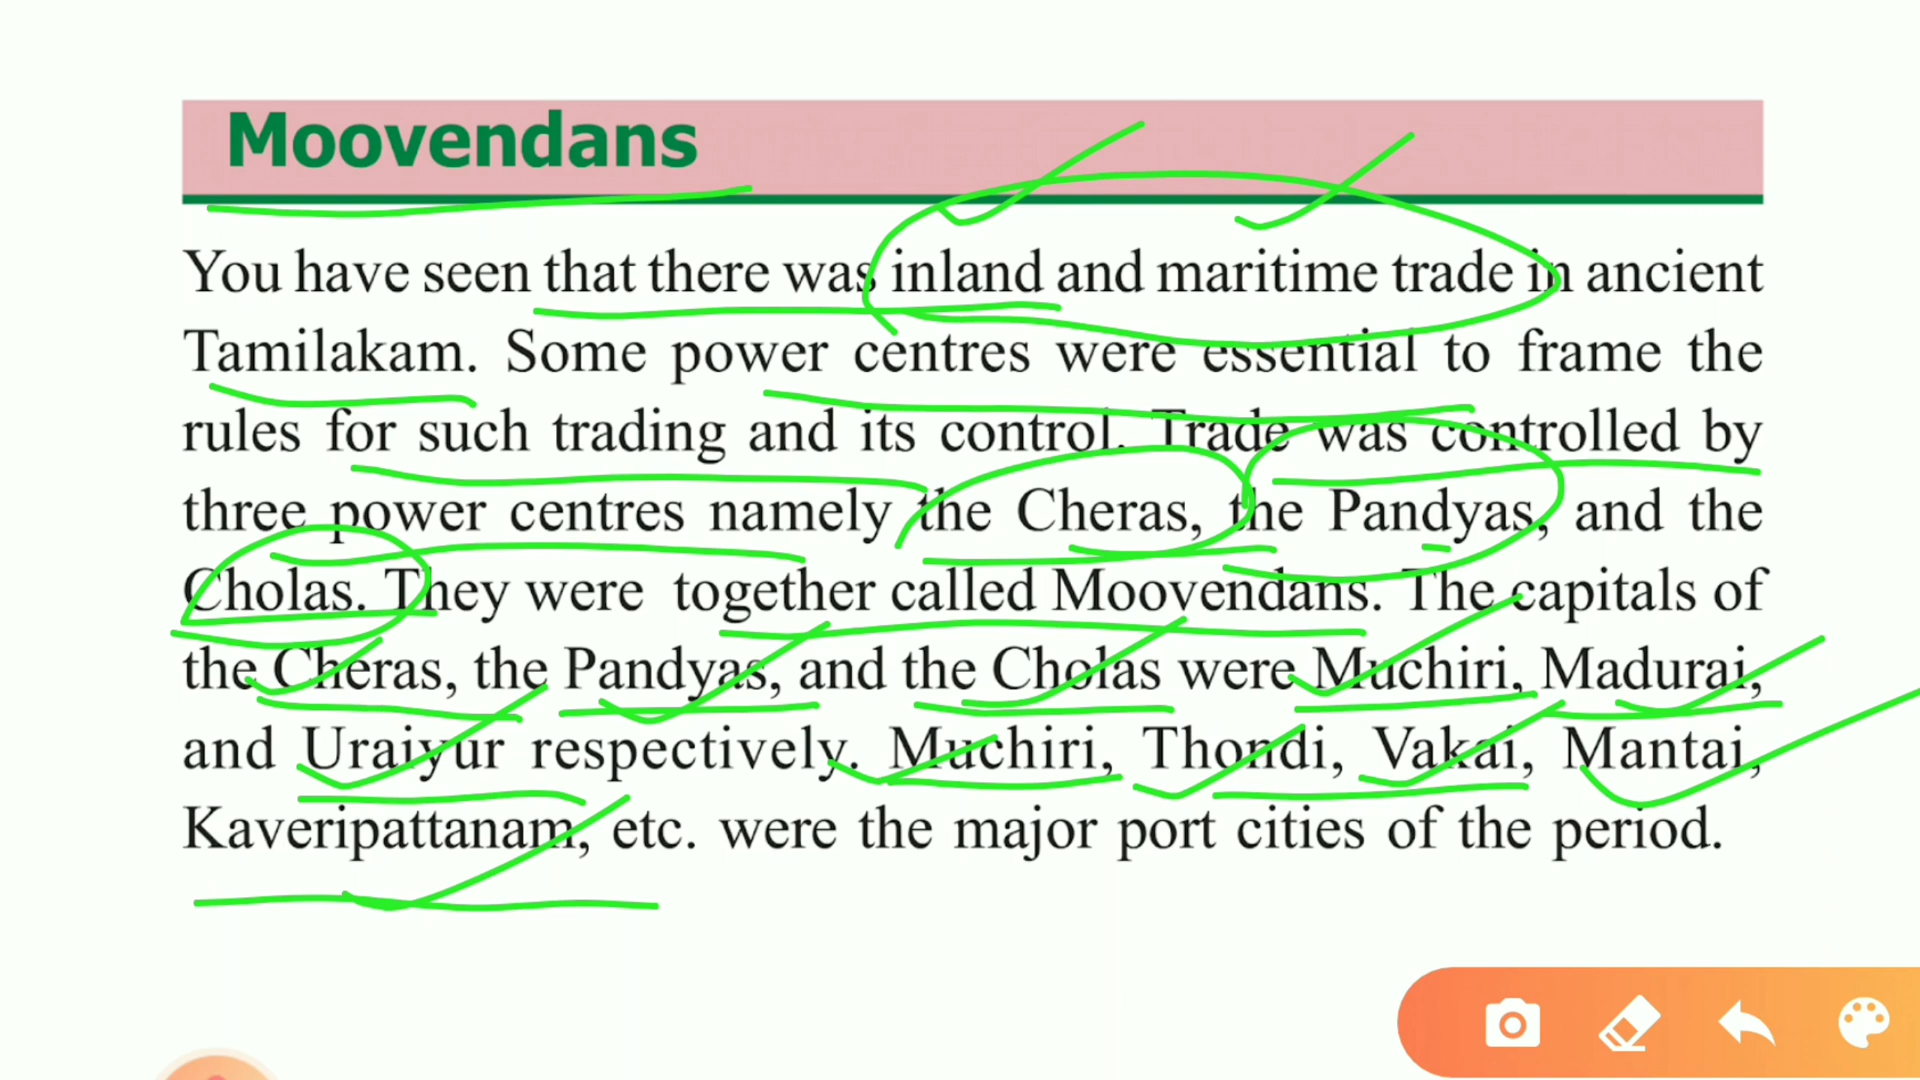 Moovendans
You have seen that there was inland and maritime trade in ancient
Tamilakam. Some power centres were essential to frame the
rules for such trading and its control. Trade was controlled by
three power centres namely the Cheras, the Pandyas, and the
Cholas. They were together called Moovendans. The capitals of
the Cheras, the Pandyas, and the Cholas were Muchiri, Madurai,
and Uraiyur respectively. Muchiri, Thondi, Vakai, Mantai,
Kaveripattanam, etc. were the major port cities of the period.